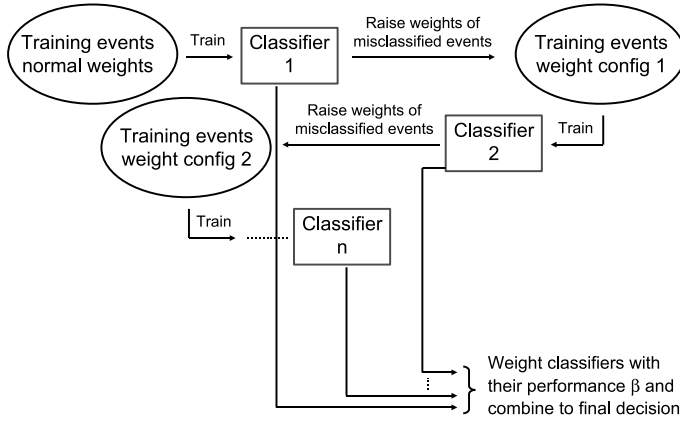 Training events
normal weights
Train
Classifier
1
Raise weights of
misclassified events
Training events
weight config 1
Training events
weight config 2
Raise weights of
misclassified events
Classifier
2
Train
Train
Classifier
n
Weight classifiers with
their performance β and
combine to final decision